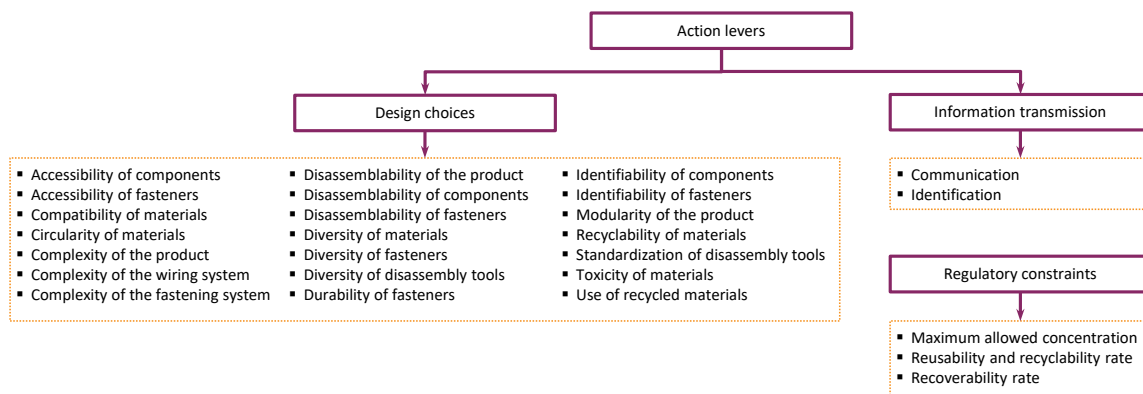 Action levers
Design choices
Information transmission
▪ Accessibility of components
▪ Accessibility of fasteners
▪ Compatibility of materials
▪ Circularity of materials
▪ Complexity of the product
▪ Complexity of the wiring system
▪ Complexity of the fastening system
▪ Disassemblability of the product
▪ Disassemblability of components
▪ Disassemblability of fasteners
▪ Diversity of materials
▪ Diversity of fasteners
▪ Diversity of disassembly tools
▪ Durability of fasteners
▪ Identifiability of components
▪ Identifiability of fasteners
▪ Modularity of the product
▪ Recyclability of materials
▪ Standardization of disassembly tools
▪ Toxicity of materials
▪ Use of recycled materials
▪ Communication
▪ Identification
Regulatory constraints
▪ Maximum allowed concentration
▪ Reusability and recyclability rate
▪ Recoverability rate